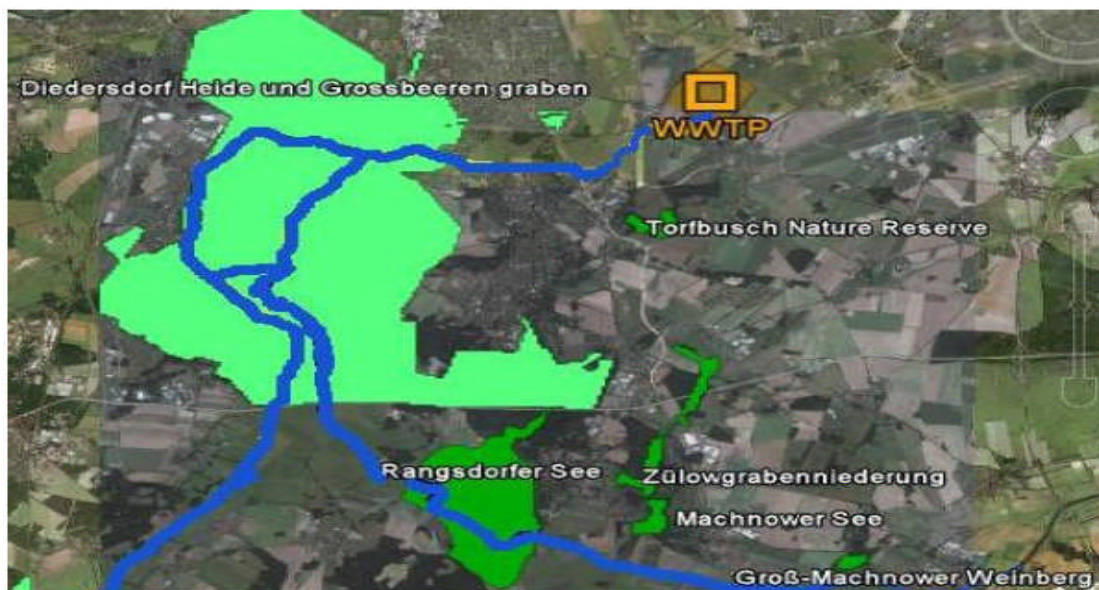 Diedersdorf Heide und Grossbeeren graben
WWTP
Torfbusch Nature Reserve
Rangsdorfer See
Zülowgrabenniederung
Machnower See
Groß-Machnower Weinberg